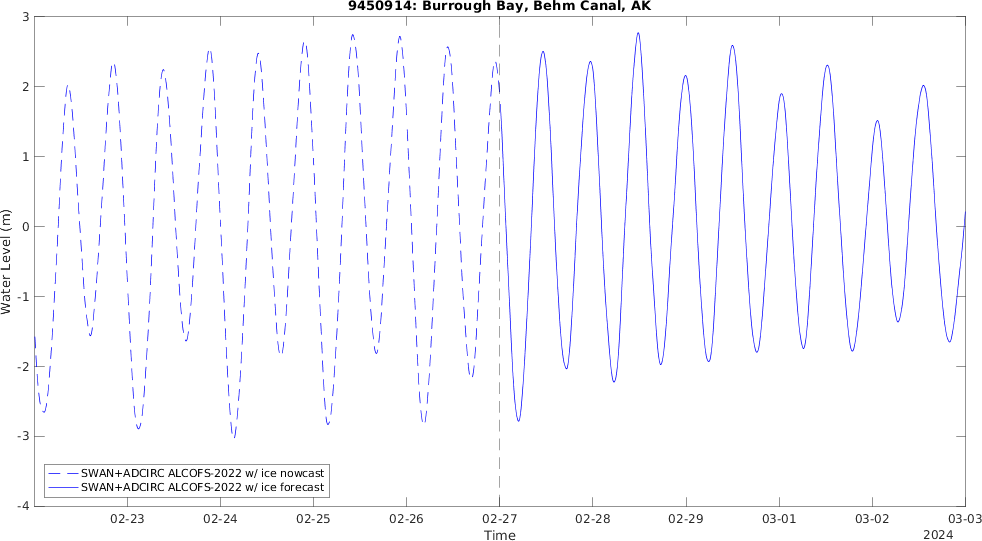 9450914: Burrough Bay, Behm Canal, AK
Water Level (m)
3
2
1
0
-1
-2
-3
-4
SWAN+ADCIRC ALCOFS-2022 w/ ice nowcast
SWAN+ADCIRC ALCOFS-2022 w/ ice forecast
02-23 02-24 02-25 02-26 02-27 02-28 02-29 03-01 03-02 03-03
Time
2024